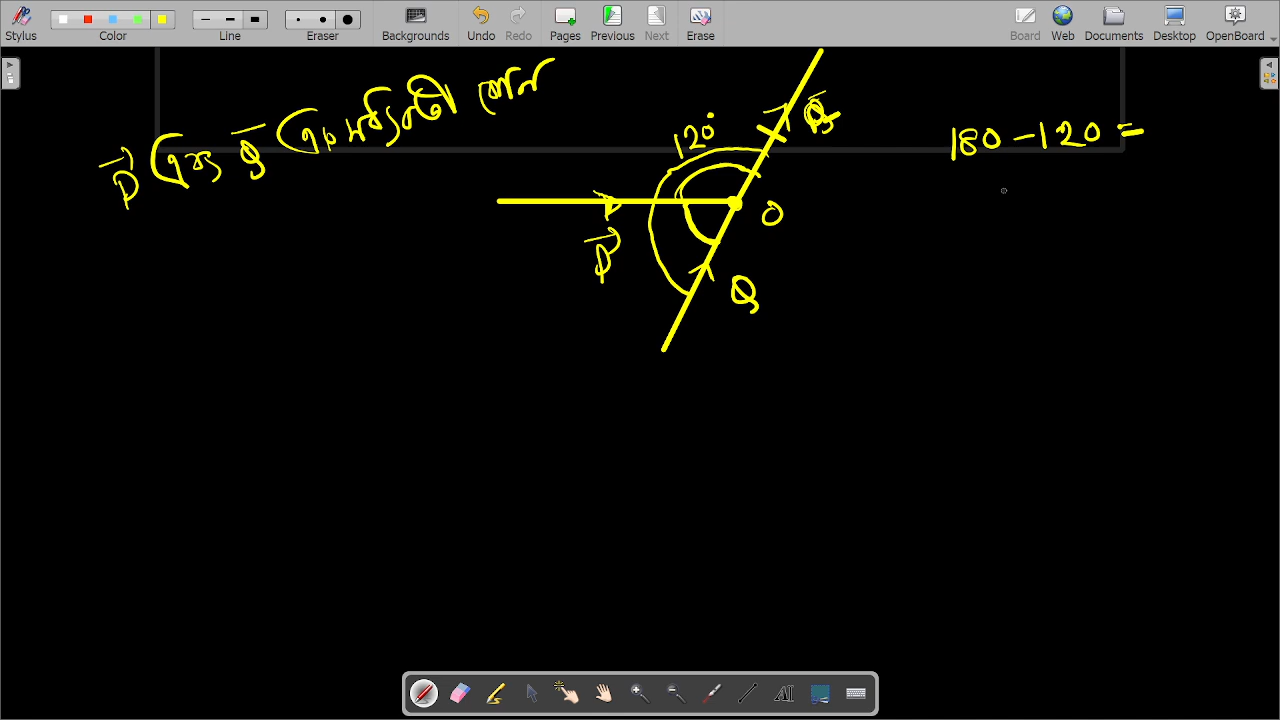 Stylus Color Line Eraser Backgrounds Undo Redo Pages Previous Next Erase Board Web Documents Desktop OpenBoard
P এবং Q এর মধ্যবর্তী কোন
120°
180 - 120 =
O
P
Q